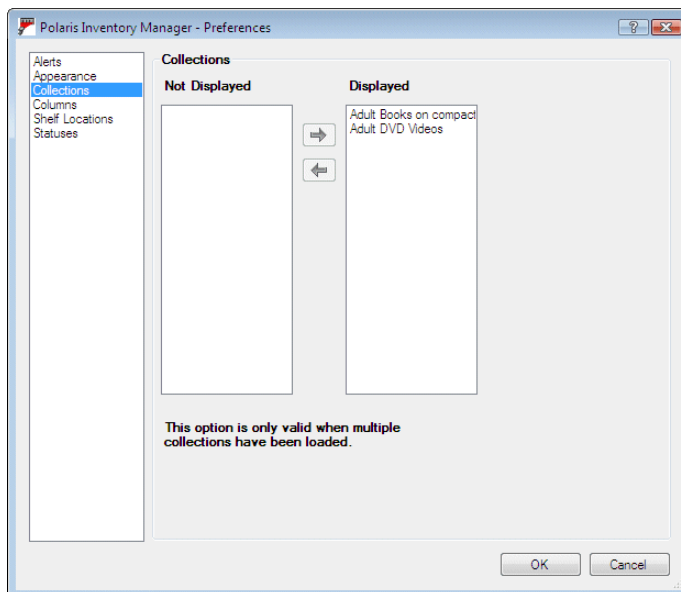 Polaris Inventory Manager - Preferences
Alerts
Appearance
Collections
Columns
Shelf Locations
Statuses
Collections
Not Displayed
Displayed
Adult Books on compact
Adult DVD Videos
This option is only valid when multiple
collections have been loaded.
OK
Cancel